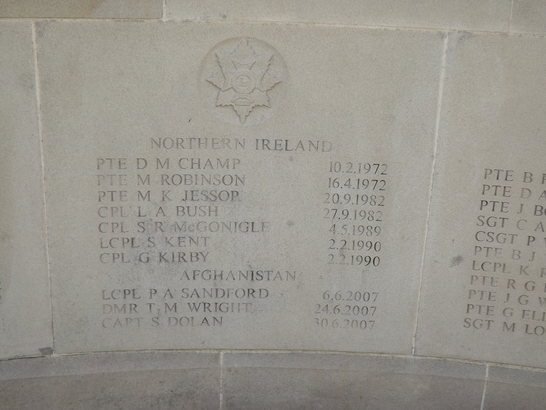 NORTHERN IRELAND
PTE D M CHAMP 10.2.1972
PTE M ROBINSON 16.4.1972
PTE M K JESSOP 20.9.1982
CPL L A BUSH 27.9.1982
CPL S R McGONIGLE 4.5.1989
LCPL S KENT 2.2.1990
CPL G KIRBY 2.2.1990
AFGHANISTAN
LCPL P A SANDFORD 6.6.2007
DMR T M WRIGHT 24.6.2007
CAPT S DOLAN 30.6.2007
PTE B
PTE D A
PTE J
SGT C A
CSGT P
PTE B J
LCPL K
PTE R G
PTE J G
PTE G
SGT M